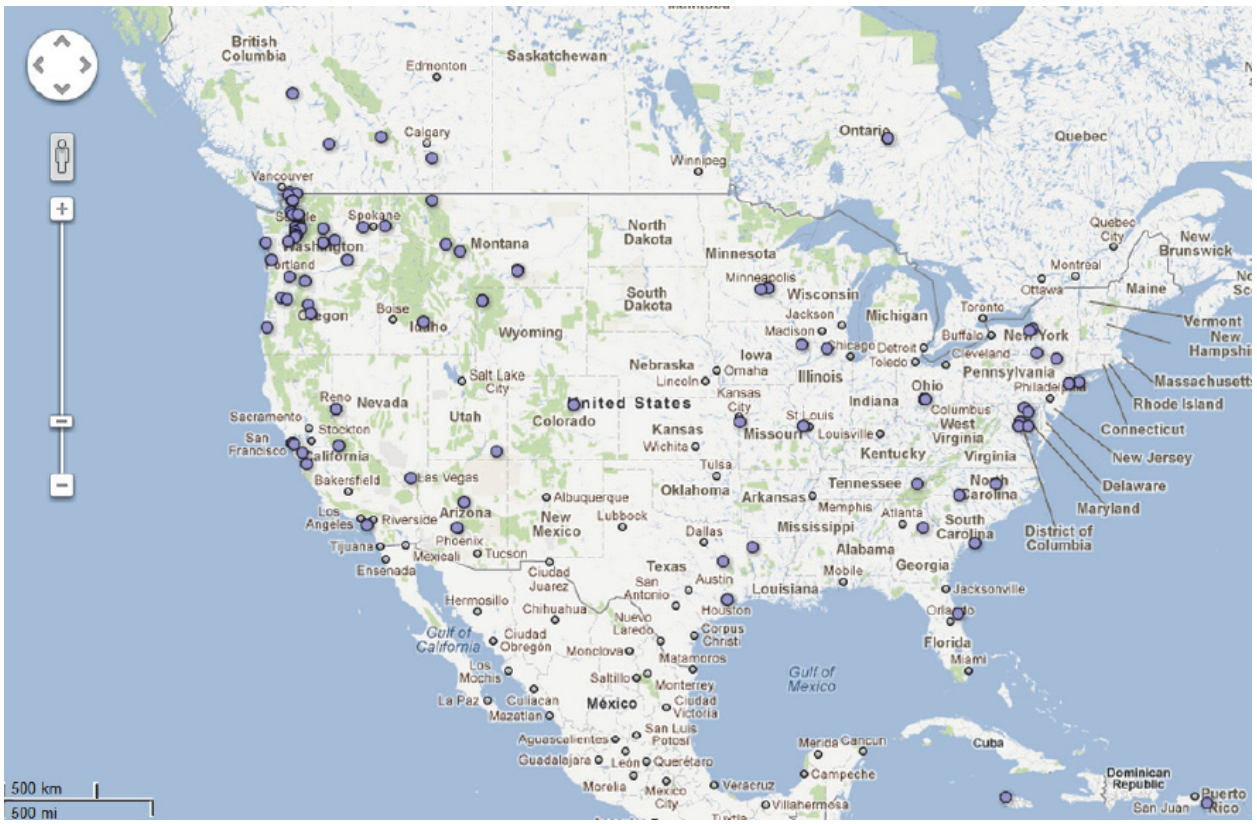 Manitoba
British
Columbia
Saskatchewan
Edmonton
Calgary
Ontario
Quebec
Vancouver
Winnipeg
Seattle
Spokane
Washington
Montana
North
Dakota
Minnesota
Quebec
City
New
Brunswick
Montreal
Ottawa
Maine
Portland
Minneapolis
Wisconsin
South
Dakota
Toronto
Vermont
New
Hampshire
Oregon
Boise
Idaho
Wyoming
Jackson
Madison
Michigan
Buffalo
New York
Massachusetts
Iowa
Chicago
Detroit
Toledo
Cleveland
Nebraska
Omaha
Lincoln
Illinois
Pennsylvania
Philadelphia
Rhode Island
Salt Lake
City
Reno
Nevada
Utah
Colorado
United States
Kansas
City
Indiana
Ohio
Columbus
Connecticut
Sacramento
Stockton
San
Francisco
California
Kansas
Missouri
St Louis
Louisville
West
Virginia
Virginia
New Jersey
Wichita
Kentucky
Delaware
Bakersfield
Las Vegas
Tulsa
Oklahoma
Arkansas
Tennessee
North
Carolina
Maryland
Los
Angeles
Riverside
Arizona
Albuquerque
New
Mexico
Lubbock
Memphis
Mississippi
Atlanta
South
Carolina
District of
Columbia
Phoenix
Tucson
Dallas
Alabama
Georgia
Tijuana
Mexicali
Ensenada
Ciudad
Juarez
Texas
Austin
San
Antonio
Louisiana
Mobile
Jacksonville
Hermosillo
Chihuahua
Houston
Orlando
Nuevo
Laredo
Corpus
Christi
Florida
Gulf of
California
Ciudad
Obregón
Monclova
Matamoros
Miami
Los
Mochis
Saltillo
Monterrey
Gulf of
Mexico
La Paz
Culiacan
Mazatlan
México
Ciudad
Victoria
San Luis
Potosí
Aguascalientes
Guadalajara
León
Querétaro
Merida
Cancun
Cuba
Morelia
Mexico
City
Veracruz
Campeche
Villahermosa
Tuxtla
Dominican
Republic
San Juan
Puerto
Rico
500 km
500 mi